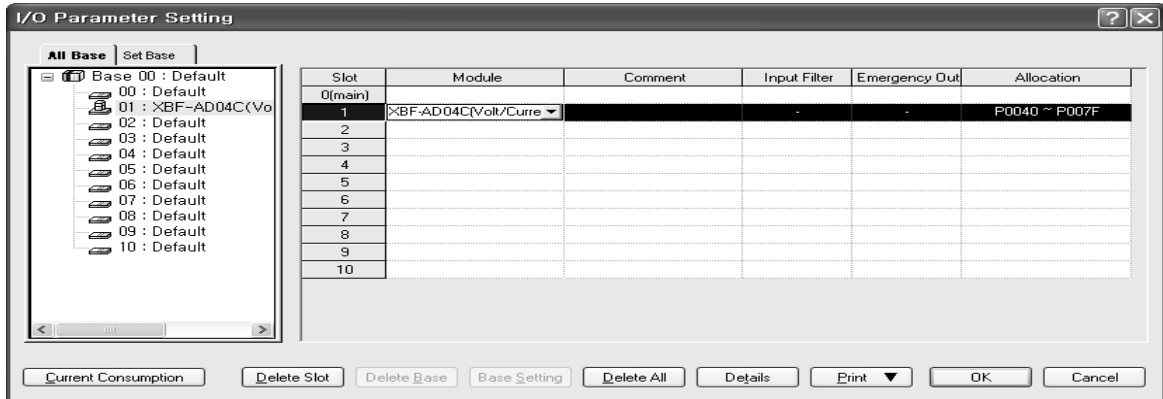 I/O Parameter Setting
All Base Set Base
Base 00 : Default
00 : Default
01 : XBF-AD04C(Vo
02 : Default
03 : Default
04 : Default
05 : Default
06 : Default
07 : Default
08 : Default
09 : Default
10 : Default
Slot Module Comment Input Filter Emergency Out Allocation
0(main)
1 XBF-AD04C(Volt/Curre - - P0040 ~ P007F
2
3
4
5
6
7
8
9
10
Current Consumption Delete Slot Delete Base Base Setting Delete All Details Print OK Cancel